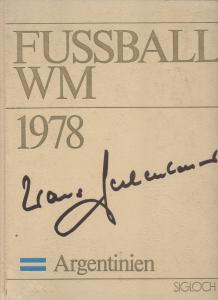 FUSSBALL
WM
1978
Argentinien
SIGLOCH